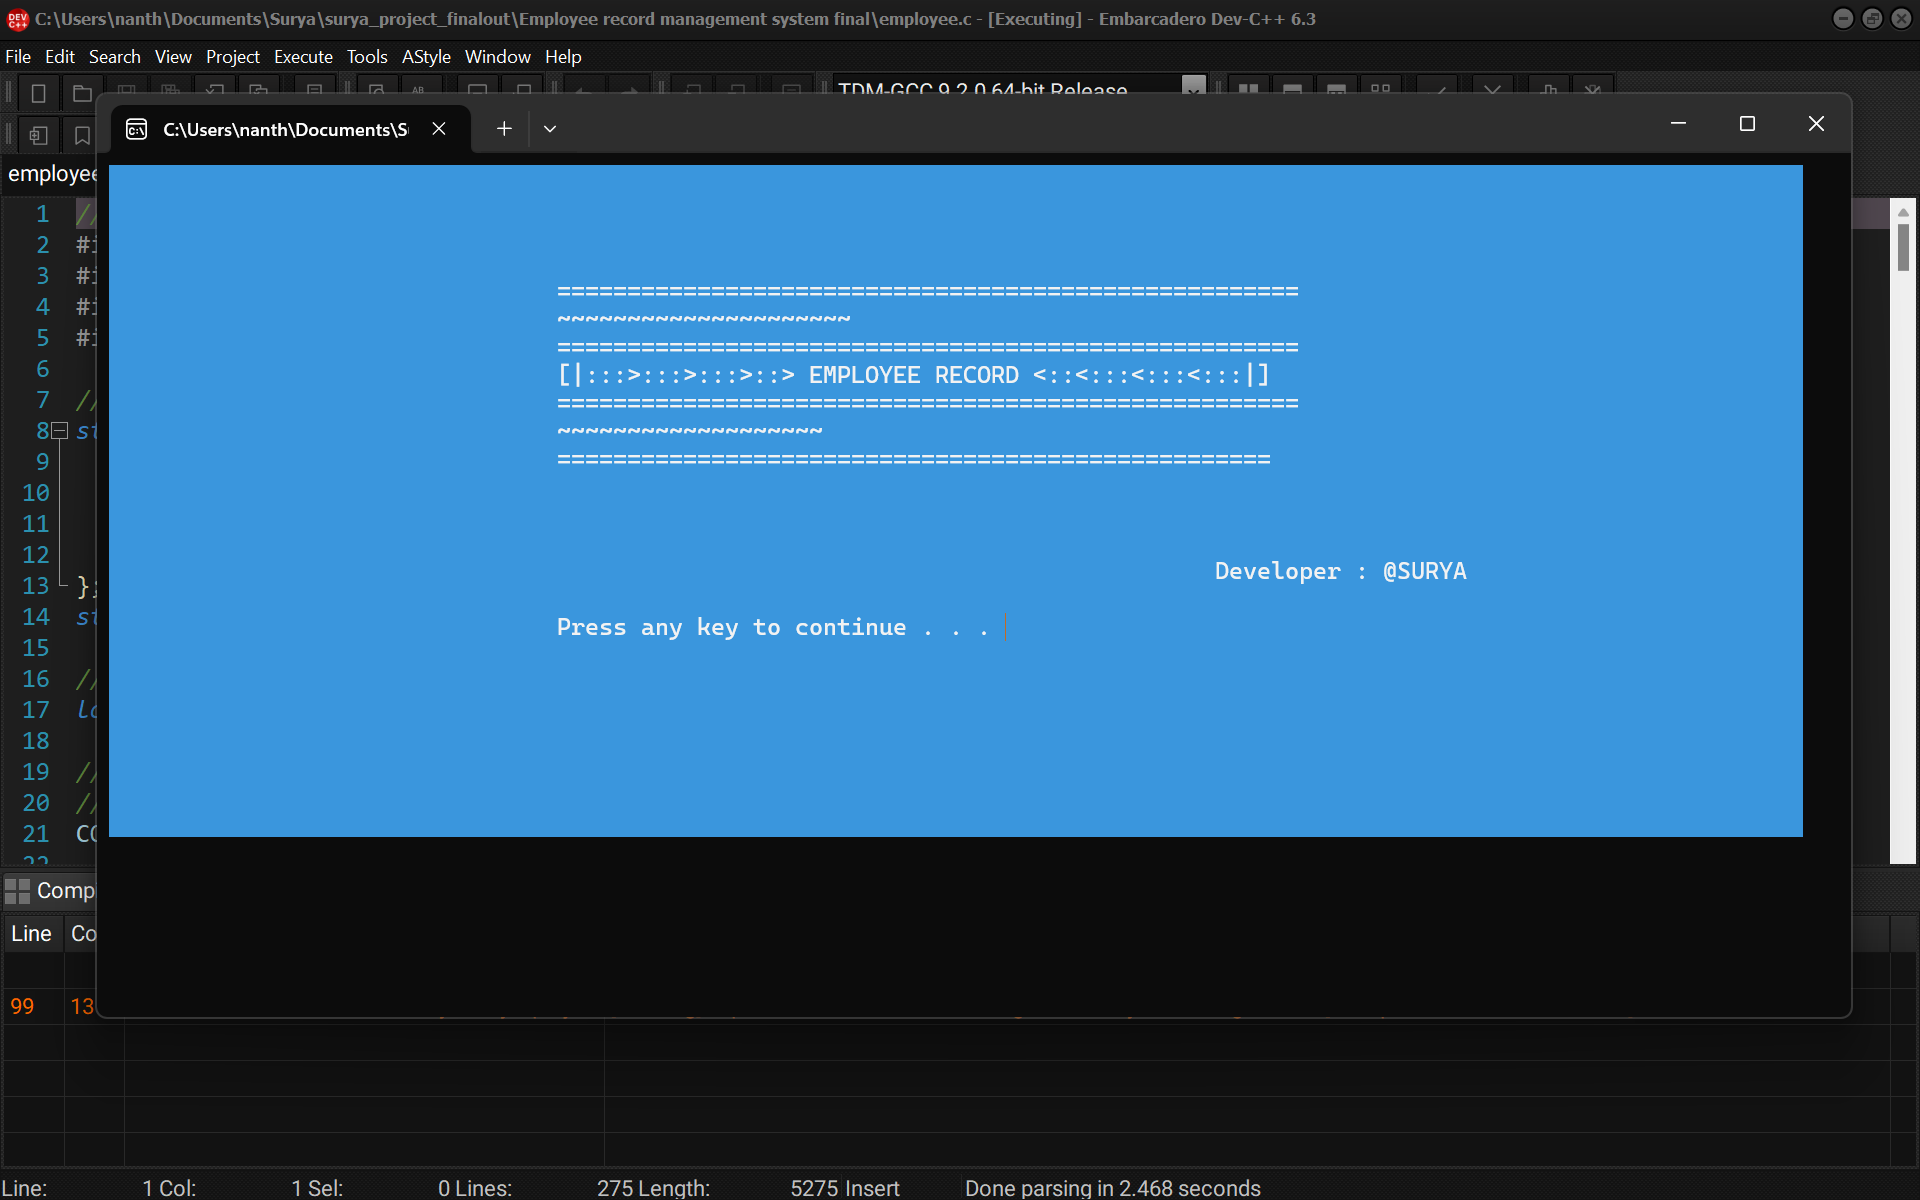 C:\Users\nanth\Documents\Surya\surya_project_finalout\Employee record management system final\employee.c - [Executing] - Embarcadero Dev-C++ 6.3
File Edit Search View Project Execute Tools AStyle Window Help
TDM-GCC 9.2.0 64-bit Release
C:\Users\nanth\Documents\S
employee
1 //
2 #i
3 #i
4 #i
5 #i
6
7 //
8 st
9
10
11
12
13 };
14 st
15
16 //
17 lo
18
19 //
20 //
21 CO
22
=====================================================
~~~~~~~~~~~~~~~~~~~~~
=====================================================
[|:::>:::>:::>::> EMPLOYEE RECORD <::<:::<:::<:::|]
=====================================================
~~~~~~~~~~~~~~~~~~~
===================================================
Developer : @SURYA
Press any key to continue . . .
Comp
Line Co
99 13
Line: 1 Col: 1 Sel: 0 Lines: 275 Length: 5275 Insert Done parsing in 2.468 seconds